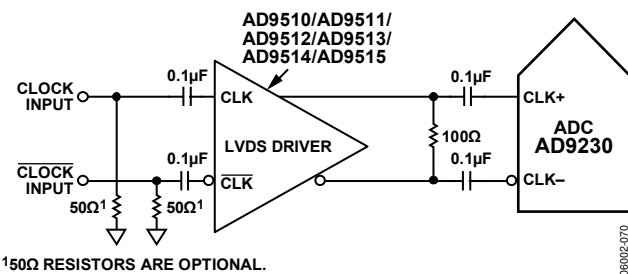 AD9510/AD9511/
AD9512/AD9513/
AD9514/AD9515
CLOCK
INPUT
0.1µF
CLK
0.1µF
CLK+
LVDS DRIVER
100Ω
ADC
AD9230
CLOCK
INPUT
0.1µF
CLK
0.1µF
CLK–
50Ω1
50Ω1
150Ω RESISTORS ARE OPTIONAL.
06002-070